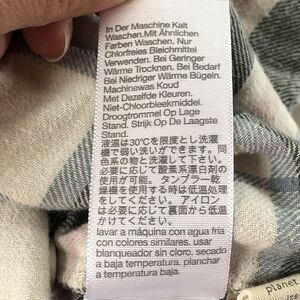 In Der Maschine Kalt
Waschen.Mit Ähnlichen
Farben Waschen. Nur
Chlorfreies Bleichmittel
Verwenden. Bei Geringer
Wärme Trocknen. Bei Bedarf
Bei Niedriger Wärme Bügeln.
Machinewas Koud
Met Dezelfde Kleuren.
Niet-Chloorbleekmiddel.
Droogtrommel Op Lage
Stand. Strijk Op De Laagste
Stand.
液温は30℃を限度とし洗濯
機で弱い洗いができます。同
色系の物と洗濯して下さい。
必要に応じて酸素系漂白剤の
使用が可能。タンブラー乾
燥を使用する時は低温処理
をしてください。アイロン
は必要に応じて裏面に低温
かけてください。
lavar a máquina con agua fría
con colores similares. usar
blanqueador sin cloro. secado
a baja temperatura. planchar
a temperatura baja.
Planet